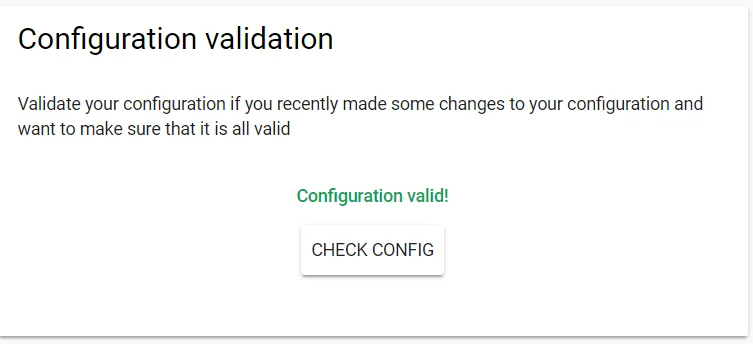 Configuration validation
Validate your configuration if you recently made some changes to your configuration and
want to make sure that it is all valid
Configuration valid!
CHECK CONFIG